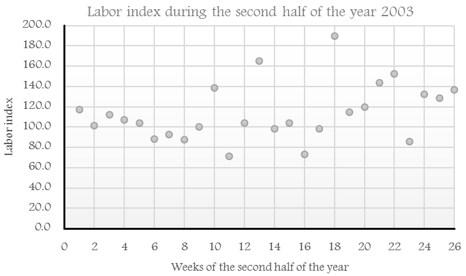 Labor index during the second half of the year 2003
200.0
180.0
160.0
140.0
120.0
100.0
80.0
60.0
40.0
20.0
0.0
Labor index
0 2 4 6 8 10 12 14 16 18 20 22 24 26
Weeks of the second half of the year